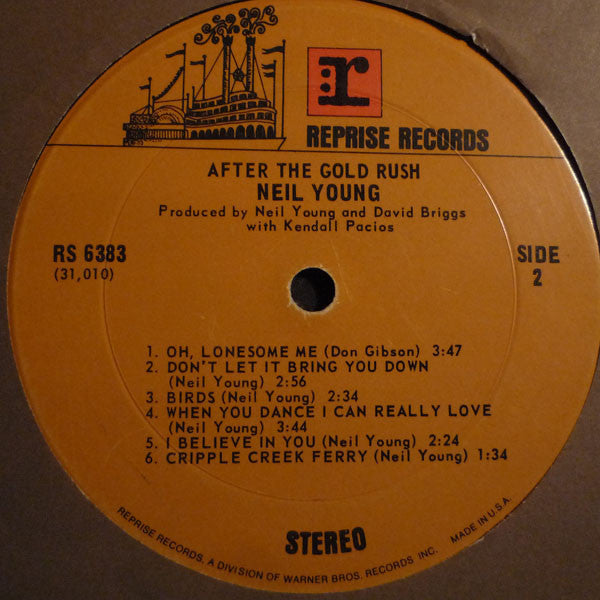 r:
REPRISE RECORDS
AFTER THE GOLD RUSH
NEIL YOUNG
Produced by Neil Young and David Briggs
with Kendall Pacios
RS 6383
(31,010)
SIDE
2
1. OH, LONESOME ME (Don Gibson) 3:47
2. DON'T LET IT BRING YOU DOWN
(Neil Young) 2:56
3. BIRDS (Neil Young) 2:34
4. WHEN YOU DANCE I CAN REALLY LOVE
(Neil Young) 3:44
5. I BELIEVE IN YOU (Neil Young) 2:24
6. CRIPPLE CREEK FERRY (Neil Young) 1:34
STEREO
REPRISE RECORDS, A DIVISION OF WARNER BROS. RECORDS INC. MADE IN U.S.A.